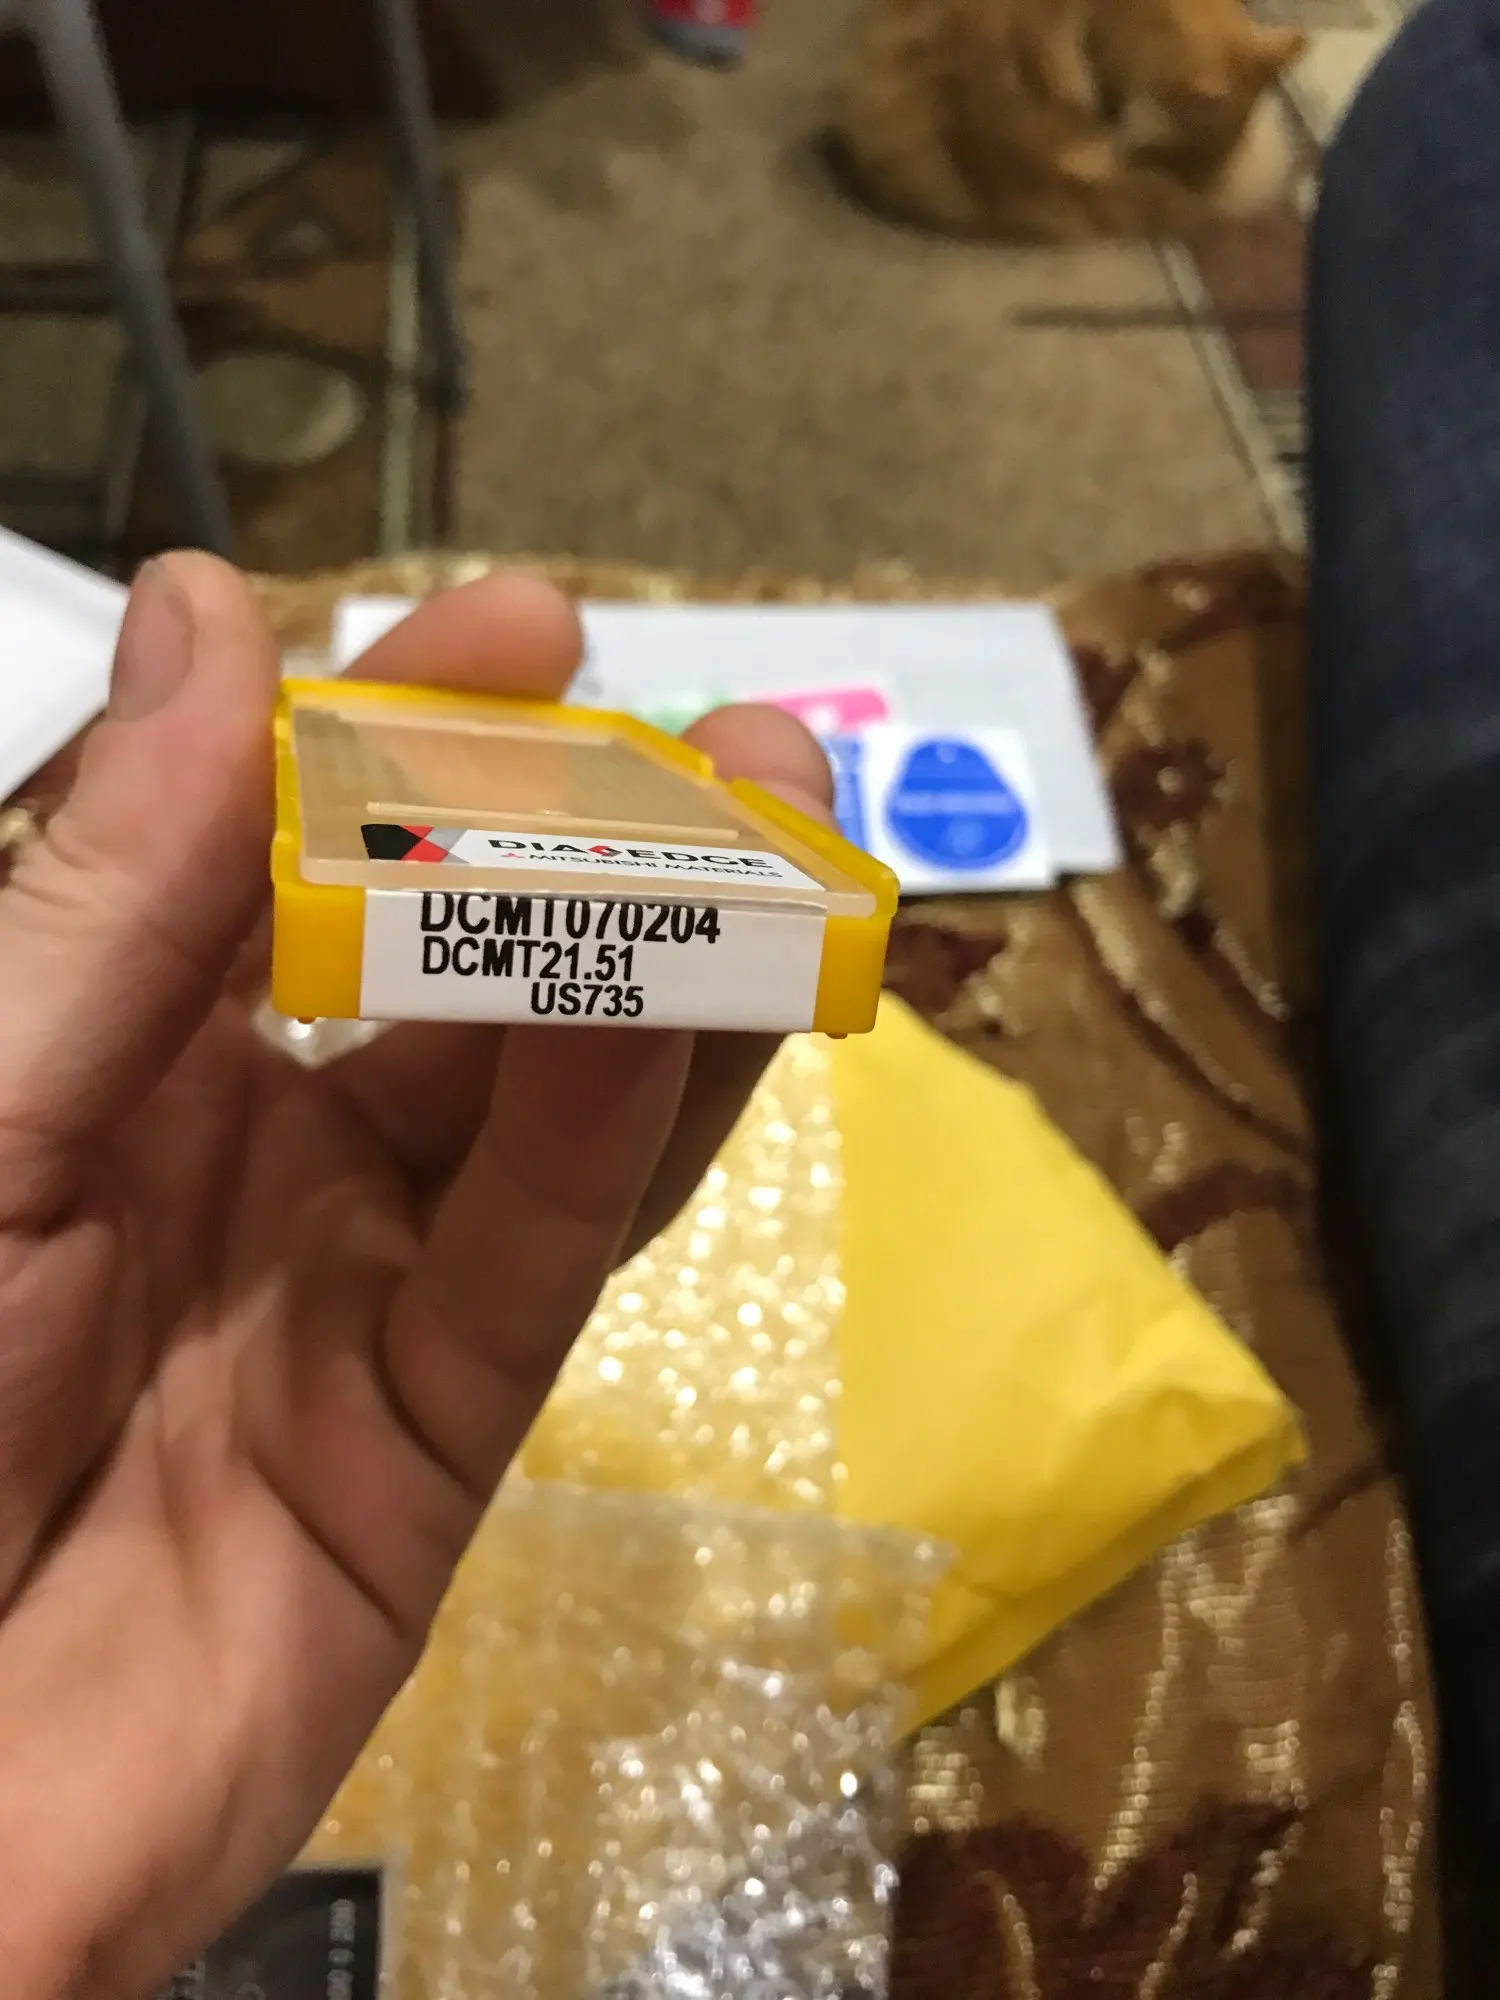 DIAEDGE
MITSUBISHI MATERIALS
DCMT070204
DCMT21.51
US735